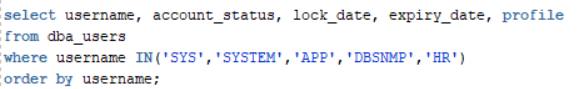 select username, account_status, lock_date, expiry_date, profile
from dba_users
where username IN('SYS','SYSTEM','APP','DBSNMP','HR')
order by username;